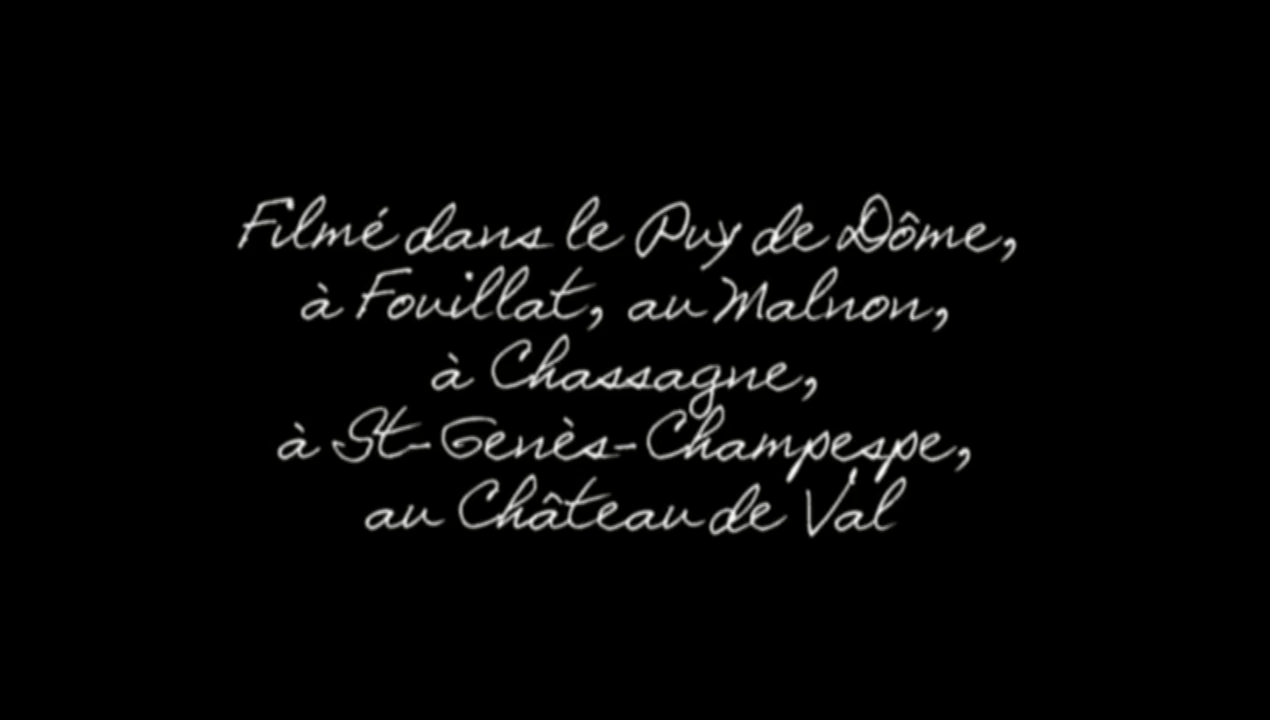 Filmé dans le Puy de Dôme,
à Fouillat, au Malnon,
à Chassagne,
à St-Genès-Champespe,
au Château de Val